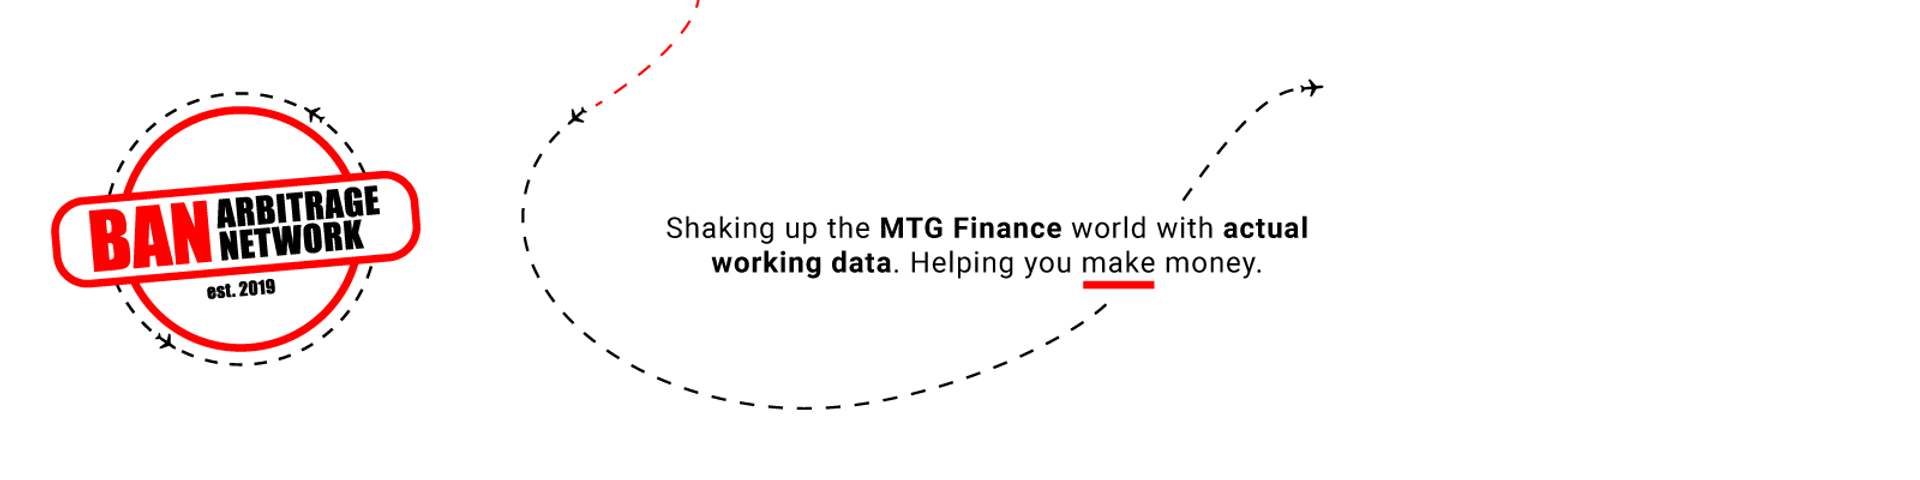 BAN ARBITRAGE
NETWORK
est. 2019
Shaking up the MTG Finance world with actual
working data. Helping you make money.